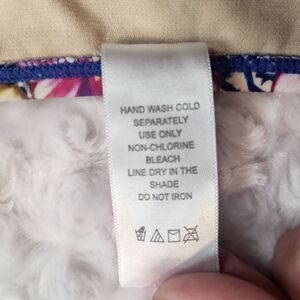 HAND WASH COLD
SEPARATELY
USE ONLY
NON-CHLORINE
BLEACH
LINE DRY IN THE
SHADE
DO NOT IRON